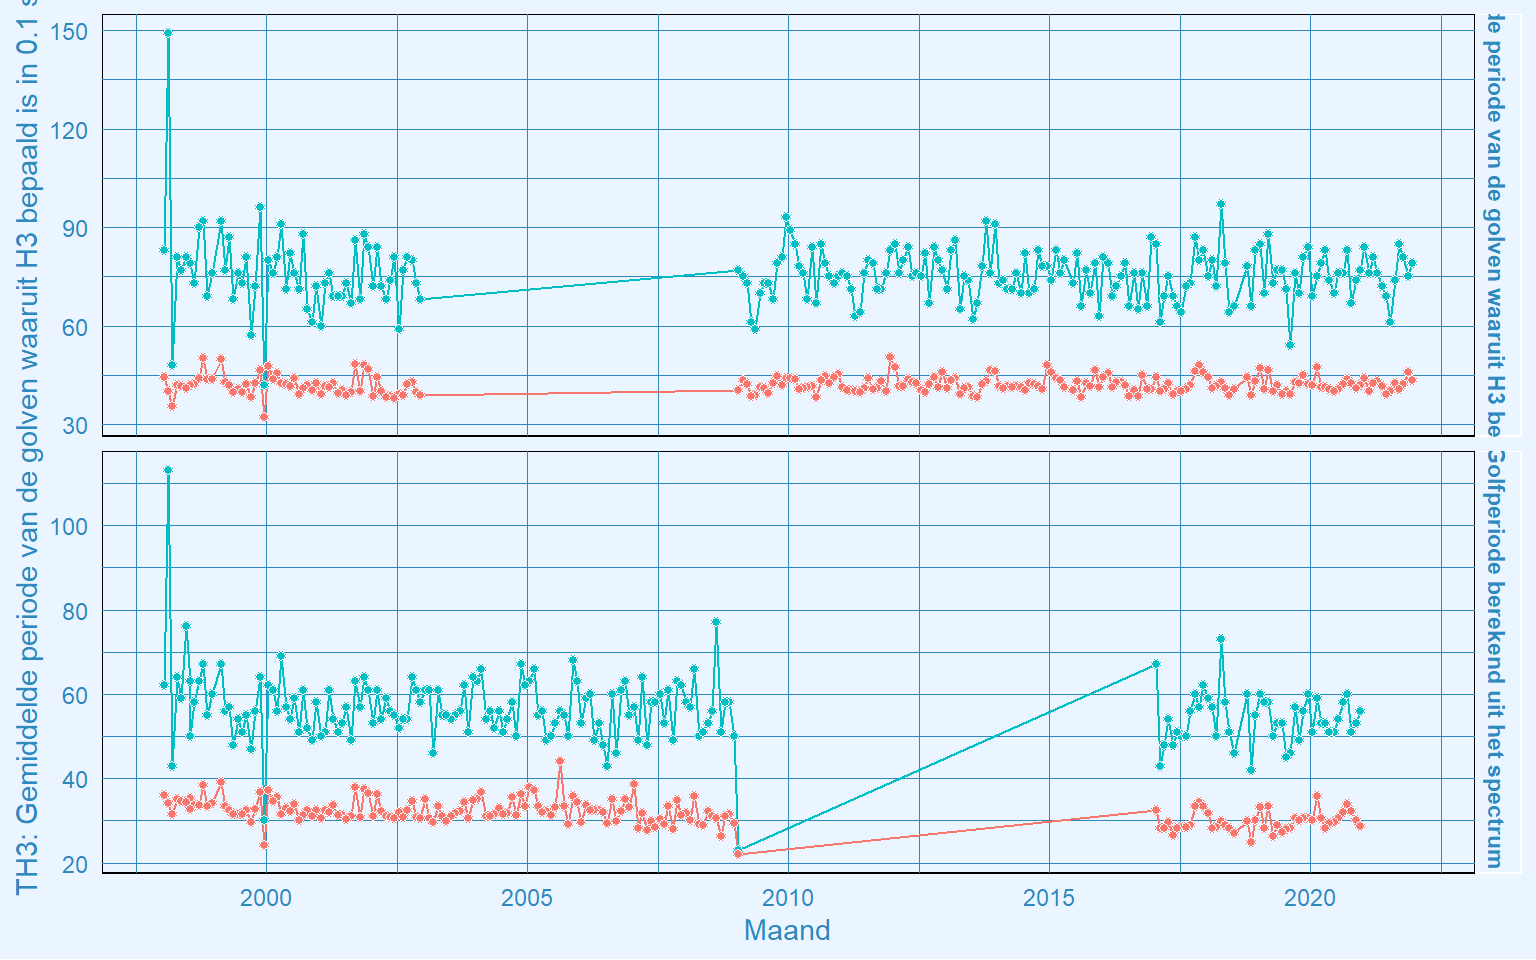 TH3: Gemiddelde periode van de golven waaruit H3 bepaald is in 0.1 s
150
120
90
60
30
de periode van de golven waaruit H3 be
100
80
60
40
20
Golfperiode berekend uit het spectrum
2000 2005 2010 2015 2020
Maand